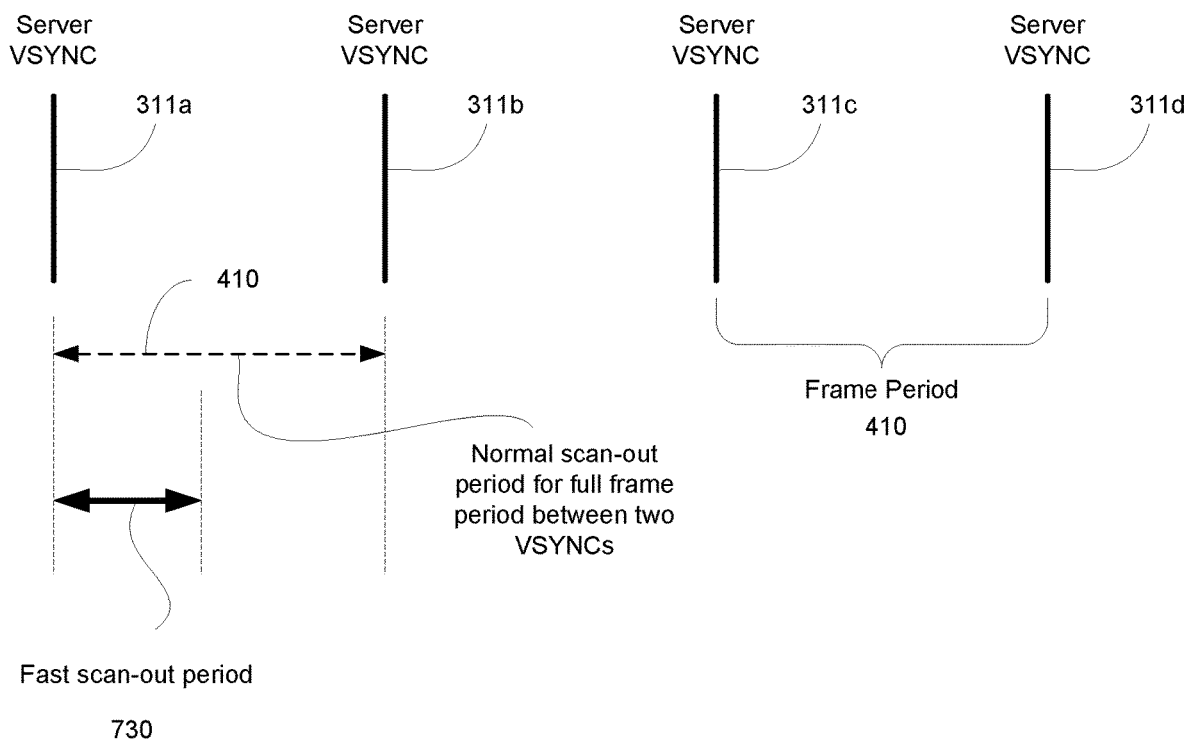 Server
VSYNC
Server
VSYNC
Server
VSYNC
Server
VSYNC
311a
311b
311c
311d
410
Frame Period
410
Normal scan-out
period for full frame
period between two
VSYNCs
Fast scan-out period
730